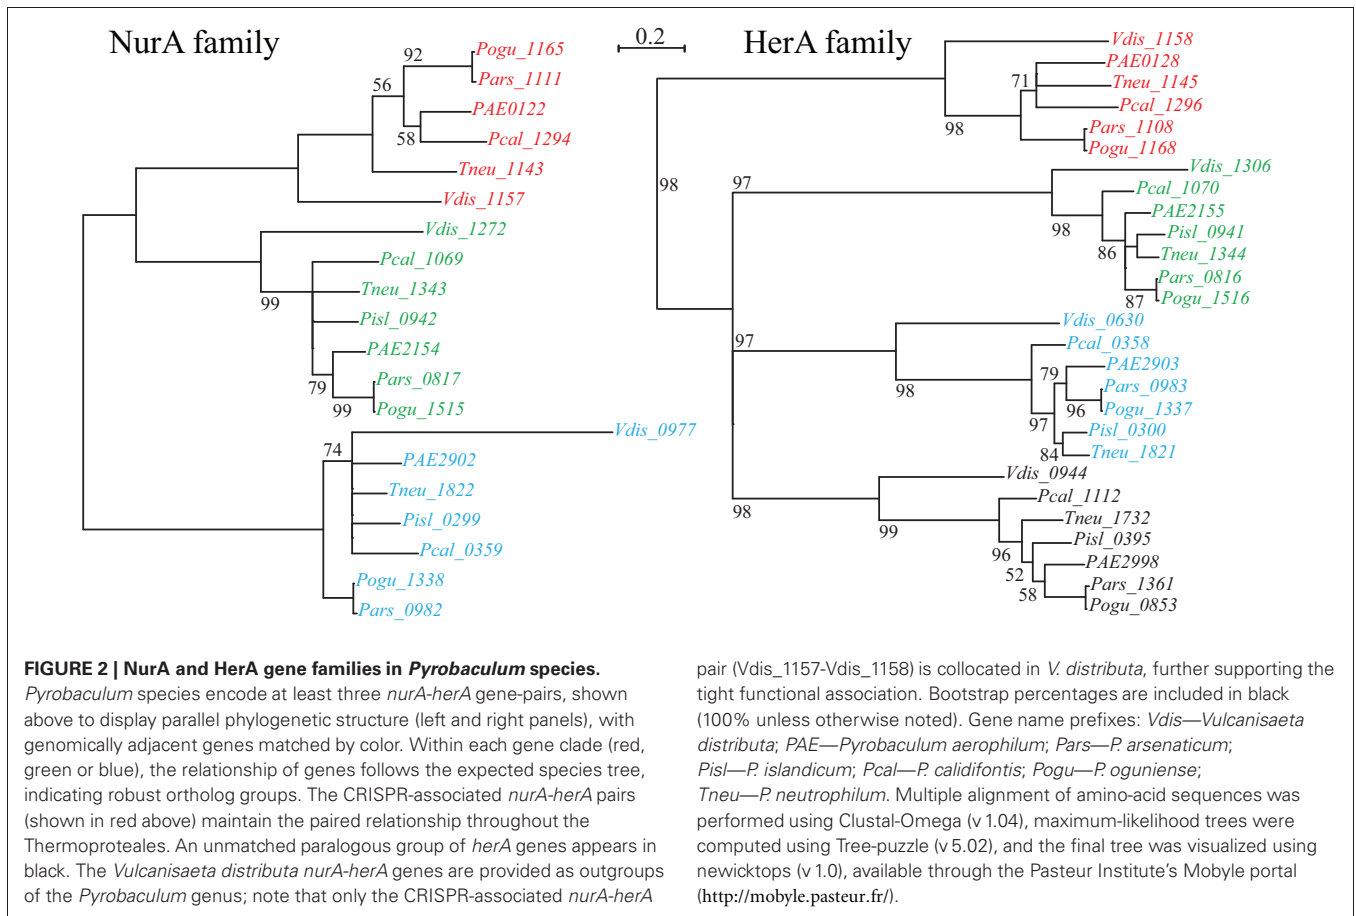 NurA family
0.2
HerA family
92
Pogu_1165
Pars_1111
56
PAE0122
58
Pcal_1294
Tneu_1143
Vdis_1157
Vdis_1272
Pcal_1069
99
Tneu_1343
Pisl_0942
PAE2154
79
Pars_0817
99
Pogu_1515
74
Vdis_0977
PAE2902
Tneu_1822
Pisl_0299
Pcal_0359
Pogu_1338
Pars_0982
Vdis_1158
PAE0128
71
Tneu_1145
Pcal_1296
98
Pars_1108
Pogu_1168
98
97
Vdis_1306
Pcal_1070
PAE2155
98
Pisl_0941
86
Tneu_1344
Pars_0816
87
Pogu_1516
97
Vdis_0630
Pcal_0358
79
PAE2903
98
Pars_0983
96
Pogu_1337
97
Pisl_0300
84
Tneu_1821
98
Vdis_0944
Pcal_1112
99
Tneu_1732
96
Pisl_0395
52
PAE2998
58
Pars_1361
Pogu_0853
FIGURE 2 | NurA and HerA gene families in Pyrobaculum species.
Pyrobaculum species encode at least three nurA-herA gene-pairs, shown
above to display parallel phylogenetic structure (left and right panels), with
genomically adjacent genes matched by color. Within each gene clade (red,
green or blue), the relationship of genes follows the expected species tree,
indicating robust ortholog groups. The CRISPR-associated nurA-herA pairs
(shown in red above) maintain the paired relationship throughout the
Thermoproteales. An unmatched paralogous group of herA genes appears in
black. The Vulcanisaeta distributa nurA-herA genes are provided as outgroups
of the Pyrobaculum genus; note that only the CRISPR-associated nurA-herA
pair (Vdis_1157-Vdis_1158) is collocated in V. distributa, further supporting the
tight functional association. Bootstrap percentages are included in black
(100% unless otherwise noted). Gene name prefixes: Vdis—Vulcanisaeta
distributa; PAE—Pyrobaculum aerophilum; Pars—P. arsenaticum;
Pisl—P. islandicum; Pcal—P. calidifontis; Pogu—P. oguniense;
Tneu—P. neutrophilum. Multiple alignment of amino-acid sequences was
performed using Clustal-Omega (v 1.04), maximum-likelihood trees were
computed using Tree-puzzle (v 5.02), and the final tree was visualized using
newicktops (v 1.0), available through the Pasteur Institute's Mobyle portal
(http://mobyle.pasteur.fr/).